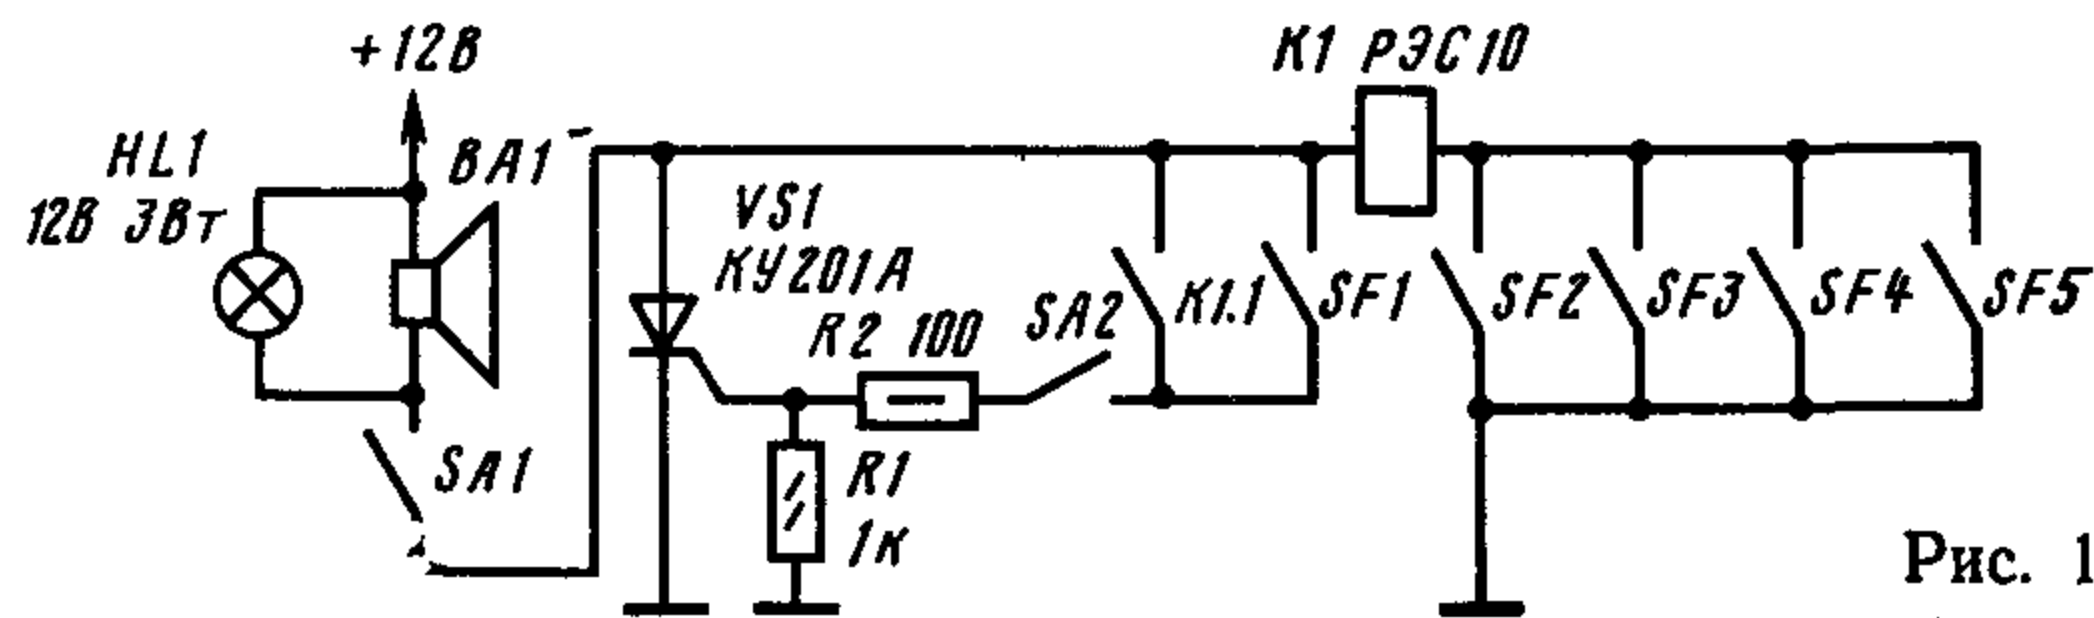 +12В
К1 РЭС10
HL1
12В 3Вт
ВА1
VS1
КУ201А
R2 100
SA2
К1.1
SF1
SF2
SF3
SF4
SF5
SA1
R1
1к
Рис. 1